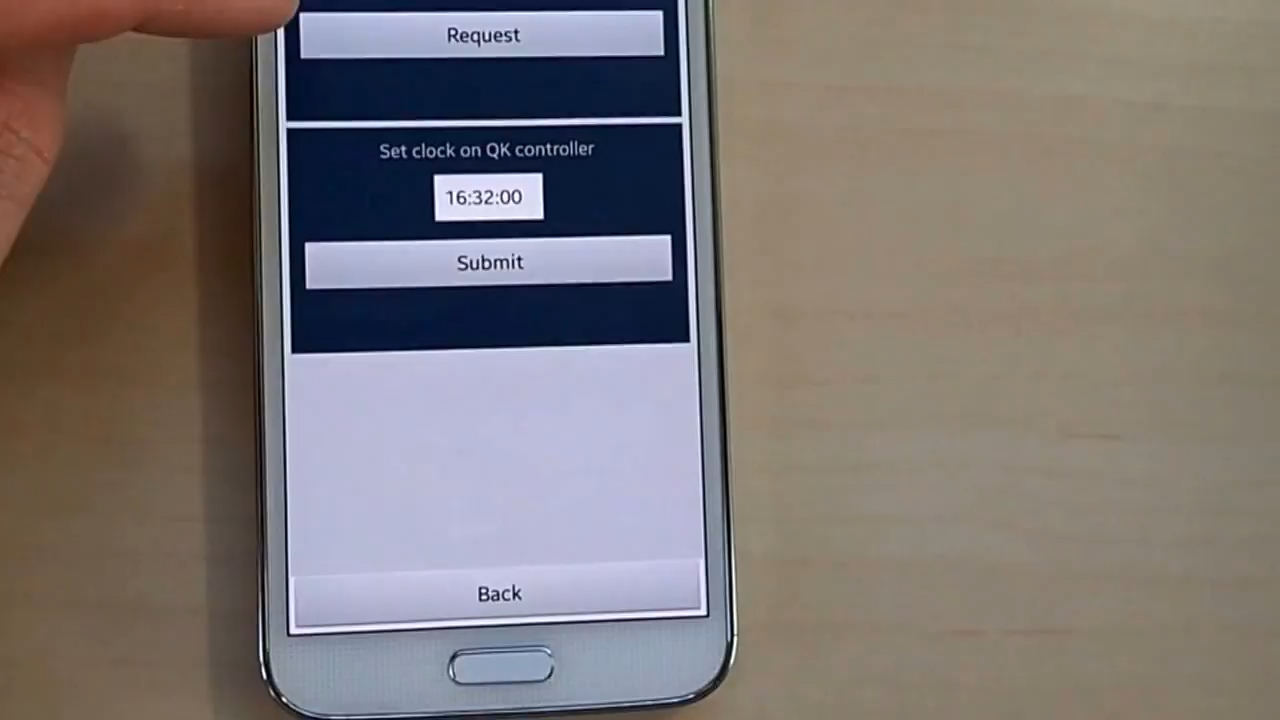 Request
Set clock on QK controller
16:32:00
Submit
Back